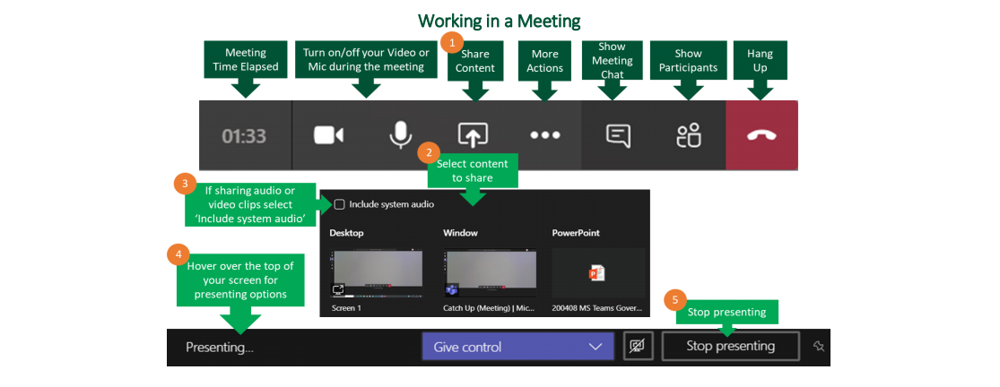 Working in a Meeting
Meeting
Time Elapsed
Turn on/off your Video or
Mic during the meeting
1
Share
Content
More
Actions
Show
Meeting
Chat
Show
Participants
Hang
Up
01:33
2
Select content
to share
3
If sharing audio or
video clips select
‘Include system audio’
Include system audio
Desktop
Window
PowerPoint
Screen 1
Catch Up (Meeting) | Mic...
200408 MS Teams Gover...
4
Hover over the top of
your screen for
presenting options
5
Stop presenting
Presenting...
Give control
Stop presenting